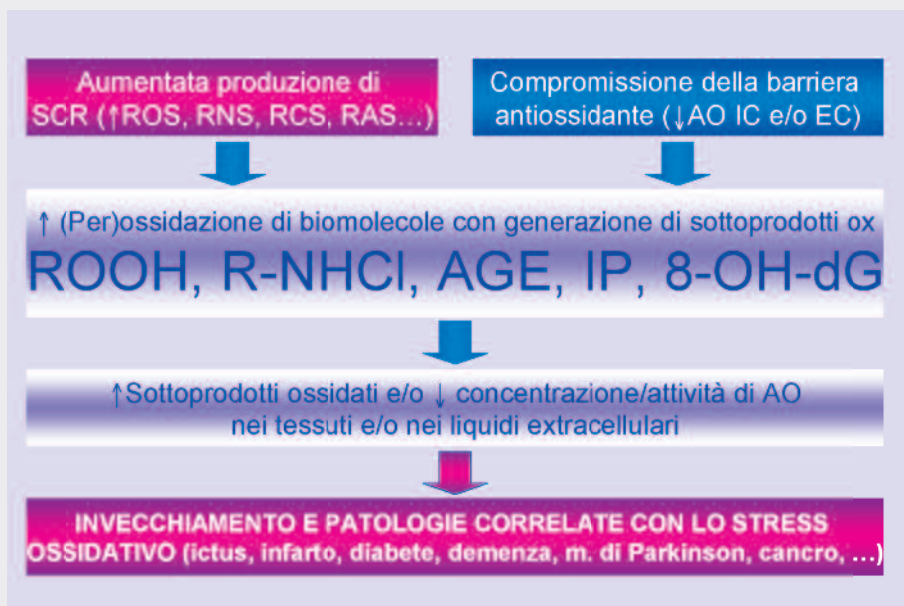 Aumentata produzione di
SCR (↑ROS, RNS, RCS, RAS...)
Compromissione della barriera
antiossidante (↓AO IC e/o EC)
↑ (Per)ossidazione di biomolecole con generazione di sottoprodotti ox
ROOH, R-NHCl, AGE, IP, 8-OH-dG
↑Sottoprodotti ossidati e/o ↓ concentrazione/attività di AO
nei tessuti e/o nei liquidi extracellulari
INVECCHIAMENTO E PATOLOGIE CORRELATE CON LO STRESS
OSSIDATIVO (ictus, infarto, diabete, demenza, m. di Parkinson, cancro, ...)